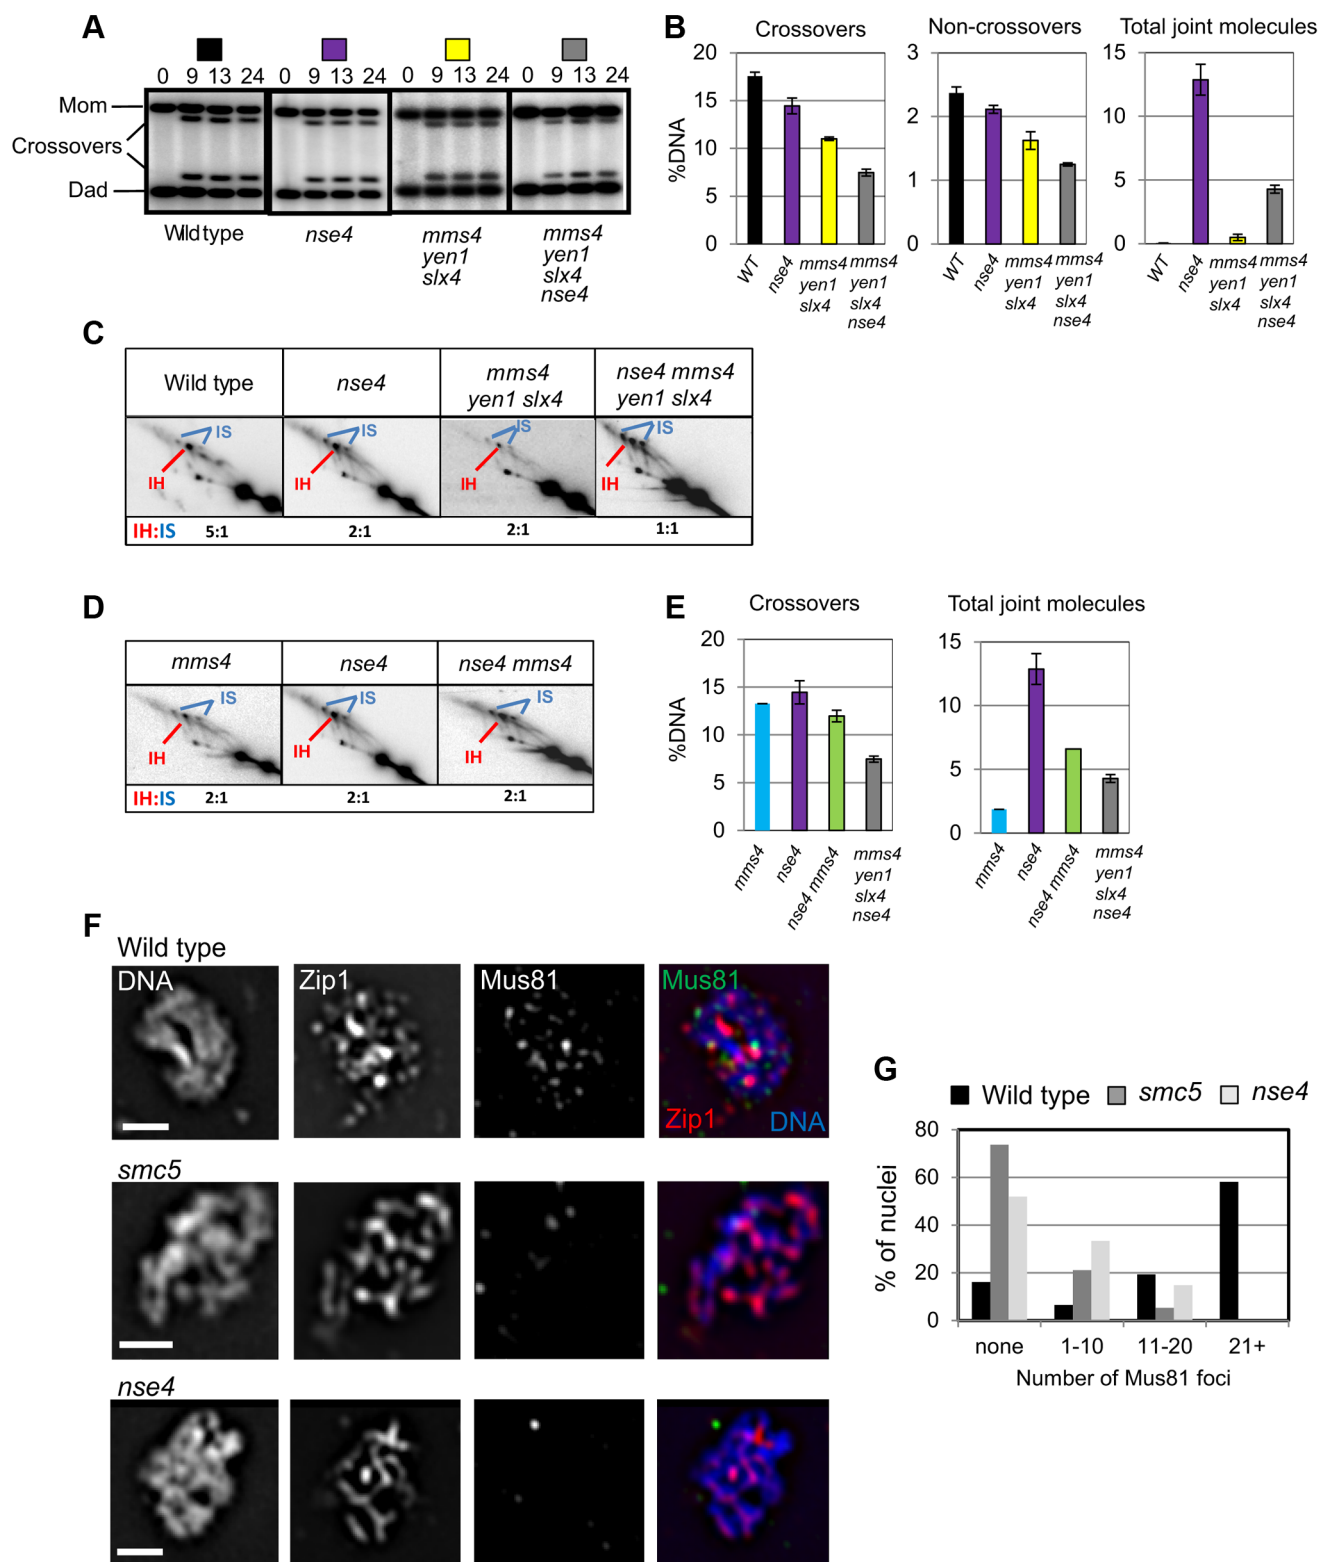 A
0 9 13 24 0 9 13 24 0 9 13 24 0 9 13 24
Mom
Crossovers
Dad
Wild type
nse4
mms4
yen1
slx4
mms4
yen1
slx4
nse4
B
Crossovers
Non-crossovers
Total joint molecules
%DNA
20
15
10
5
0
WT
nse4
mms4
yen1
slx4
mms4
yen1
slx4
nse4
3
2
1
0
WT
nse4
mms4
yen1
slx4
mms4
yen1
slx4
nse4
15
10
5
0
WT
nse4
mms4
yen1
slx4
mms4
yen1
slx4
nse4
C
Wild type
nse4
mms4
yen1 slx4
nse4 mms4
yen1 slx4
IS
IH
IS
IH
IS
IH
IS
IH
IH:IS 5:1 2:1 2:1 1:1
D
mms4
nse4
nse4 mms4
IS
IH
IS
IH
IS
IH
IH:IS 2:1 2:1 2:1
E
Crossovers
Total joint molecules
%DNA
20
15
10
5
0
mms4
nse4
nse4 mms4
mms4
yen1
slx4
nse4
15
10
5
0
mms4
nse4
nse4 mms4
mms4
yen1
slx4
nse4
F
Wild type
DNA
Zip1
Mus81
Mus81
Zip1
DNA
smc5
nse4
G
Wild type smc5 nse4
% of nuclei
80
60
40
20
0
none 1-10 11-20 21+
Number of Mus81 foci